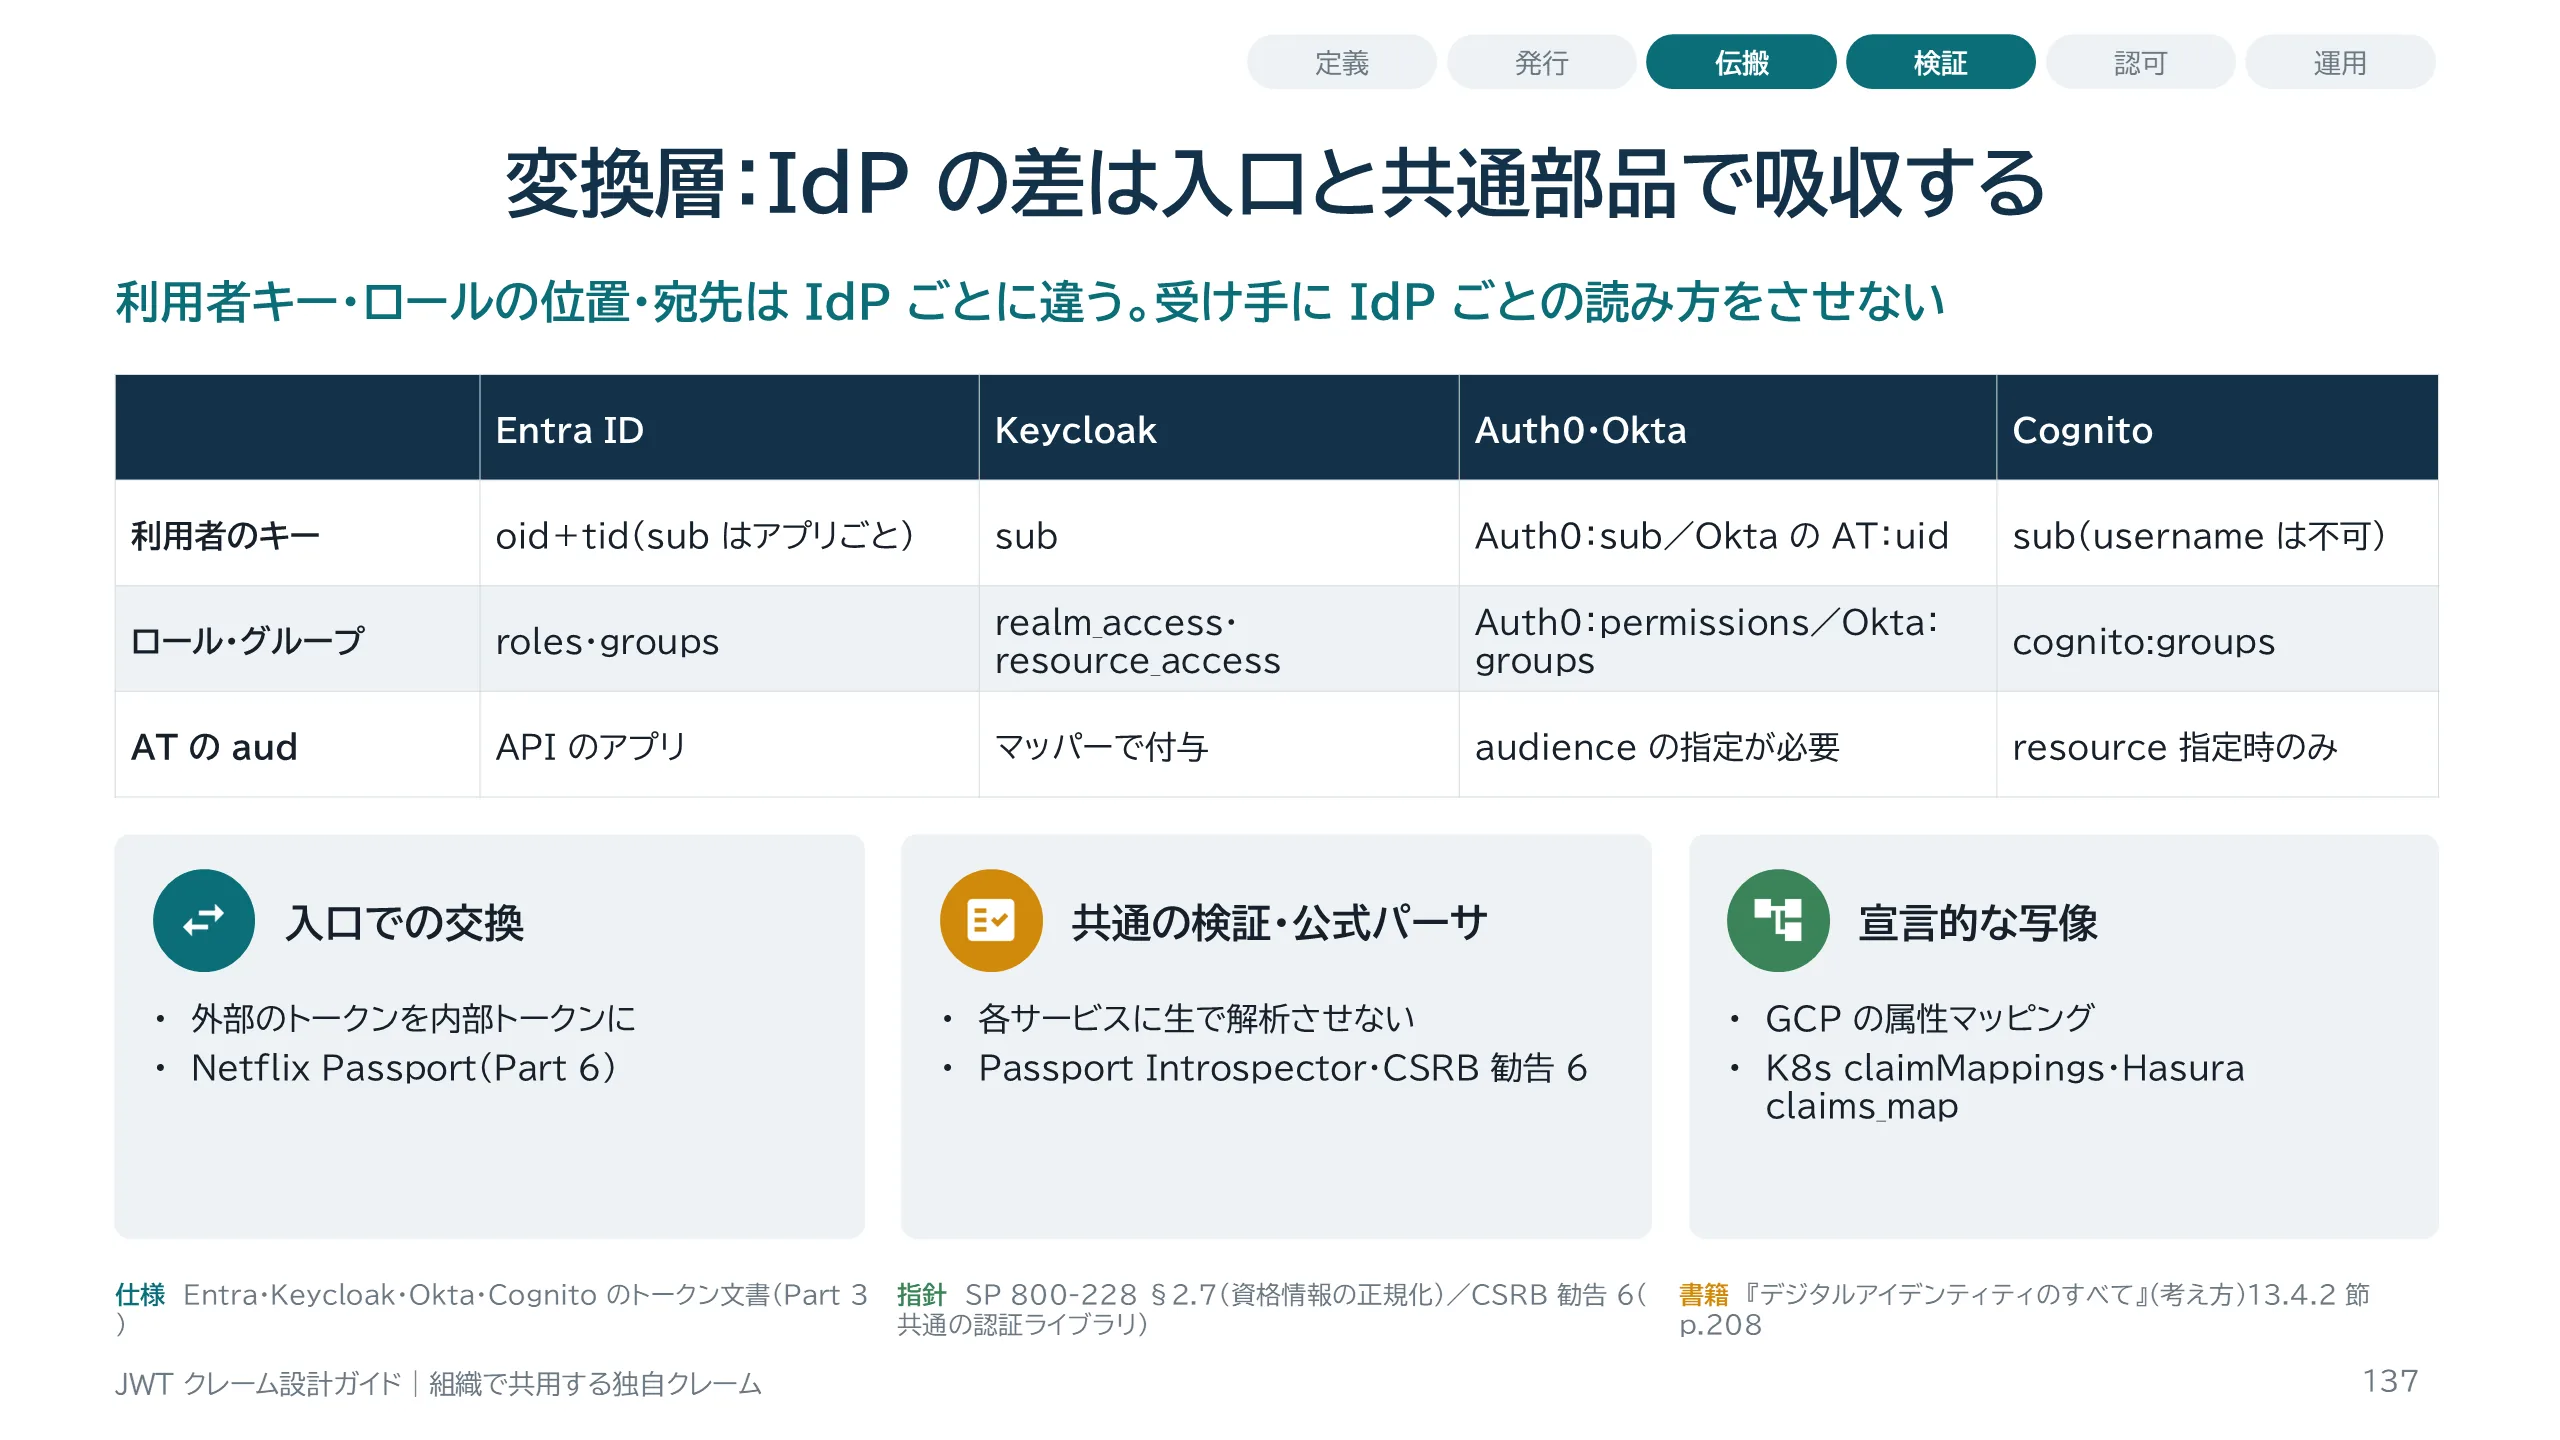 定義
発行
伝搬
検証
認可
運用
変換層：IdP の差は入口と共通部品で吸収する
利用者キー・ロールの位置・宛先は IdP ごとに違う。受け手に IdP ごとの読み方をさせない
Entra ID
Keycloak
Auth0・Okta
Cognito
利用者のキー
oid＋tid（sub はアプリごと）
sub
Auth0：sub／Okta の AT：uid
sub（username は不可）
ロール・グループ
roles・groups
realm_access・
resource_access
Auth0：permissions／Okta：
groups
cognito:groups
AT の aud
API のアプリ
マッパーで付与
audience の指定が必要
resource 指定時のみ
入口での交換
• 外部のトークンを内部トークンに
• Netflix Passport（Part 6）
共通の検証・公式パーサ
• 各サービスに生で解析させない
• Passport Introspector・CSRB 勧告 6
宣言的な写像
• GCP の属性マッピング
• K8s claimMappings・Hasura
claims_map
仕様 Entra・Keycloak・Okta・Cognito のトークン文書（Part 3
）
指針 SP 800-228 §2.7（資格情報の正規化）／CSRB 勧告 6（
共通の認証ライブラリ）
書籍 『デジタルアイデンティティのすべて』（考え方）13.4.2 節
p.208
JWT クレーム設計ガイド｜組織で共用する独自クレーム
137